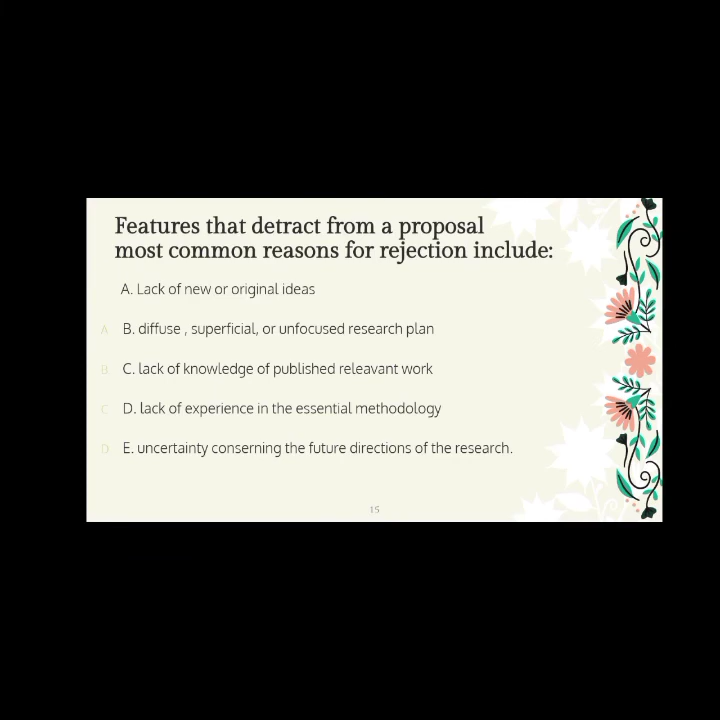 Features that detract from a proposal
most common reasons for rejection include:
A. Lack of new or original ideas
A B. diffuse , superficial, or unfocused research plan
B. C. lack of knowledge of published releavant work
C D. lack of experience in the essential methodology
D E. uncertainty conserning the future directions of the research.
15